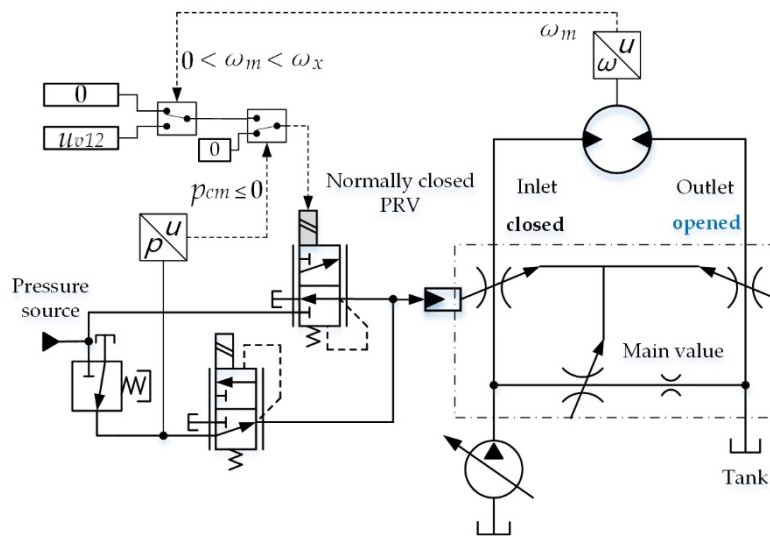 ω_m
u
ω
0 < ω_m < ω_x
0
u_v12
0
p_cm ≤ 0
Normally closed
PRV
Inlet
closed
Outlet
opened
u
p
Pressure
source
Main value
Tank